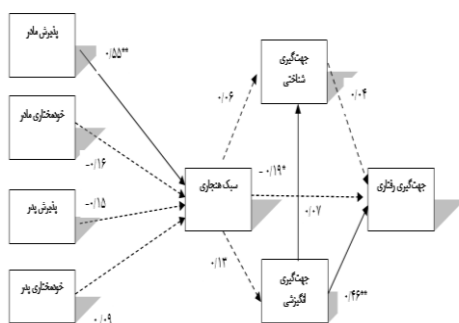 پذیرش مادر
۰/۵۵**
خودمختاری مادر
-۰/۱۶
پذیرش پدر
-۰/۱۵
خودمختاری پدر
۰/۰۹
سبک هنجاری
۰/۰۶
-۰/۱۹*
۰/۱۳
جهت‌گیری
شناختی
۰/۰۴
۰/۰۷
جهت‌گیری
انگیزشی
۰/۴۶**
جهت‌گیری رفتاری